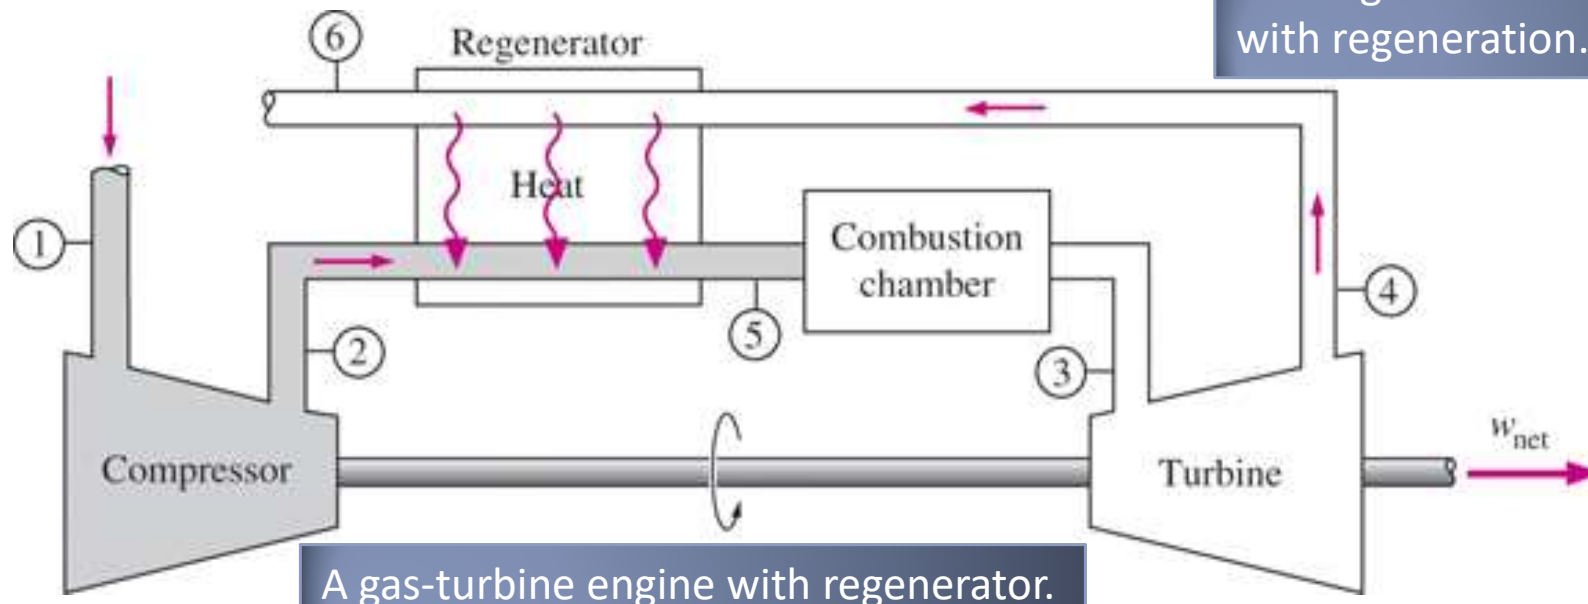 with regeneration.
6
Regenerator
Heat
1
Combustion
chamber
5
4
2
3
Compressor
Turbine
w
net
A gas-turbine engine with regenerator.